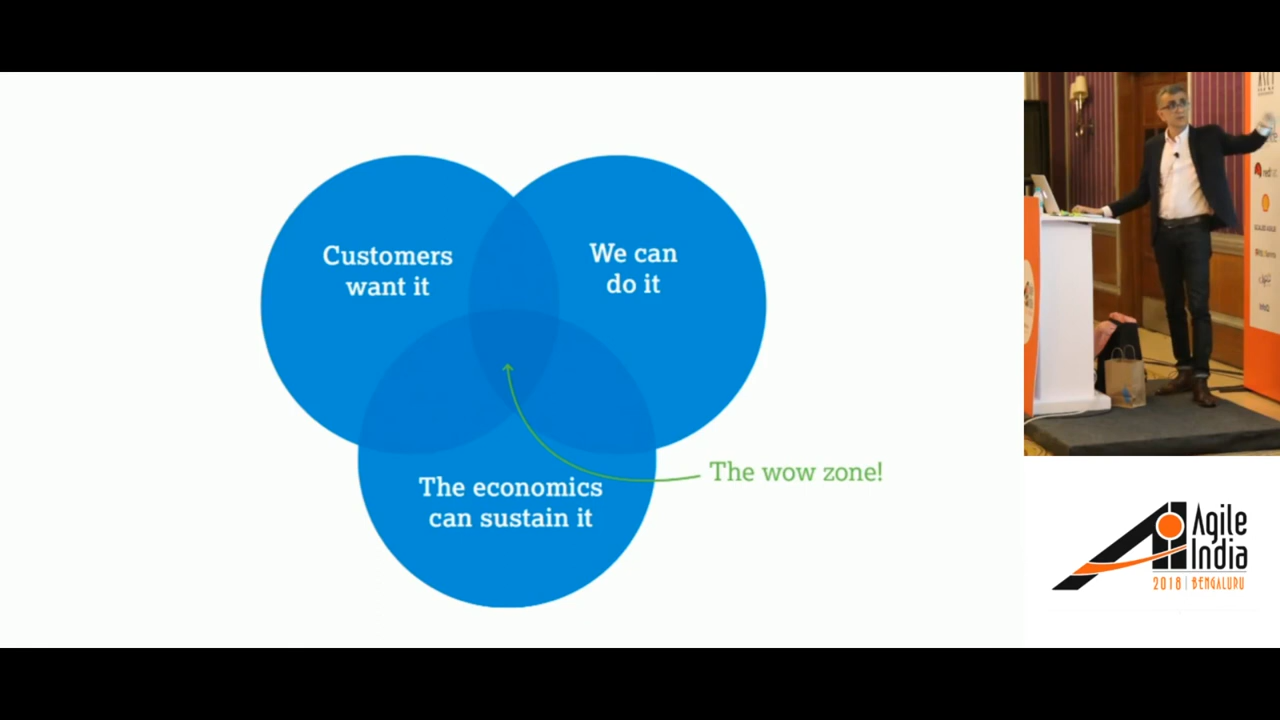 Customers
want it
We can
do it
The economics
can sustain it
The wow zone!
Agile
India
2018 | BENGALURU